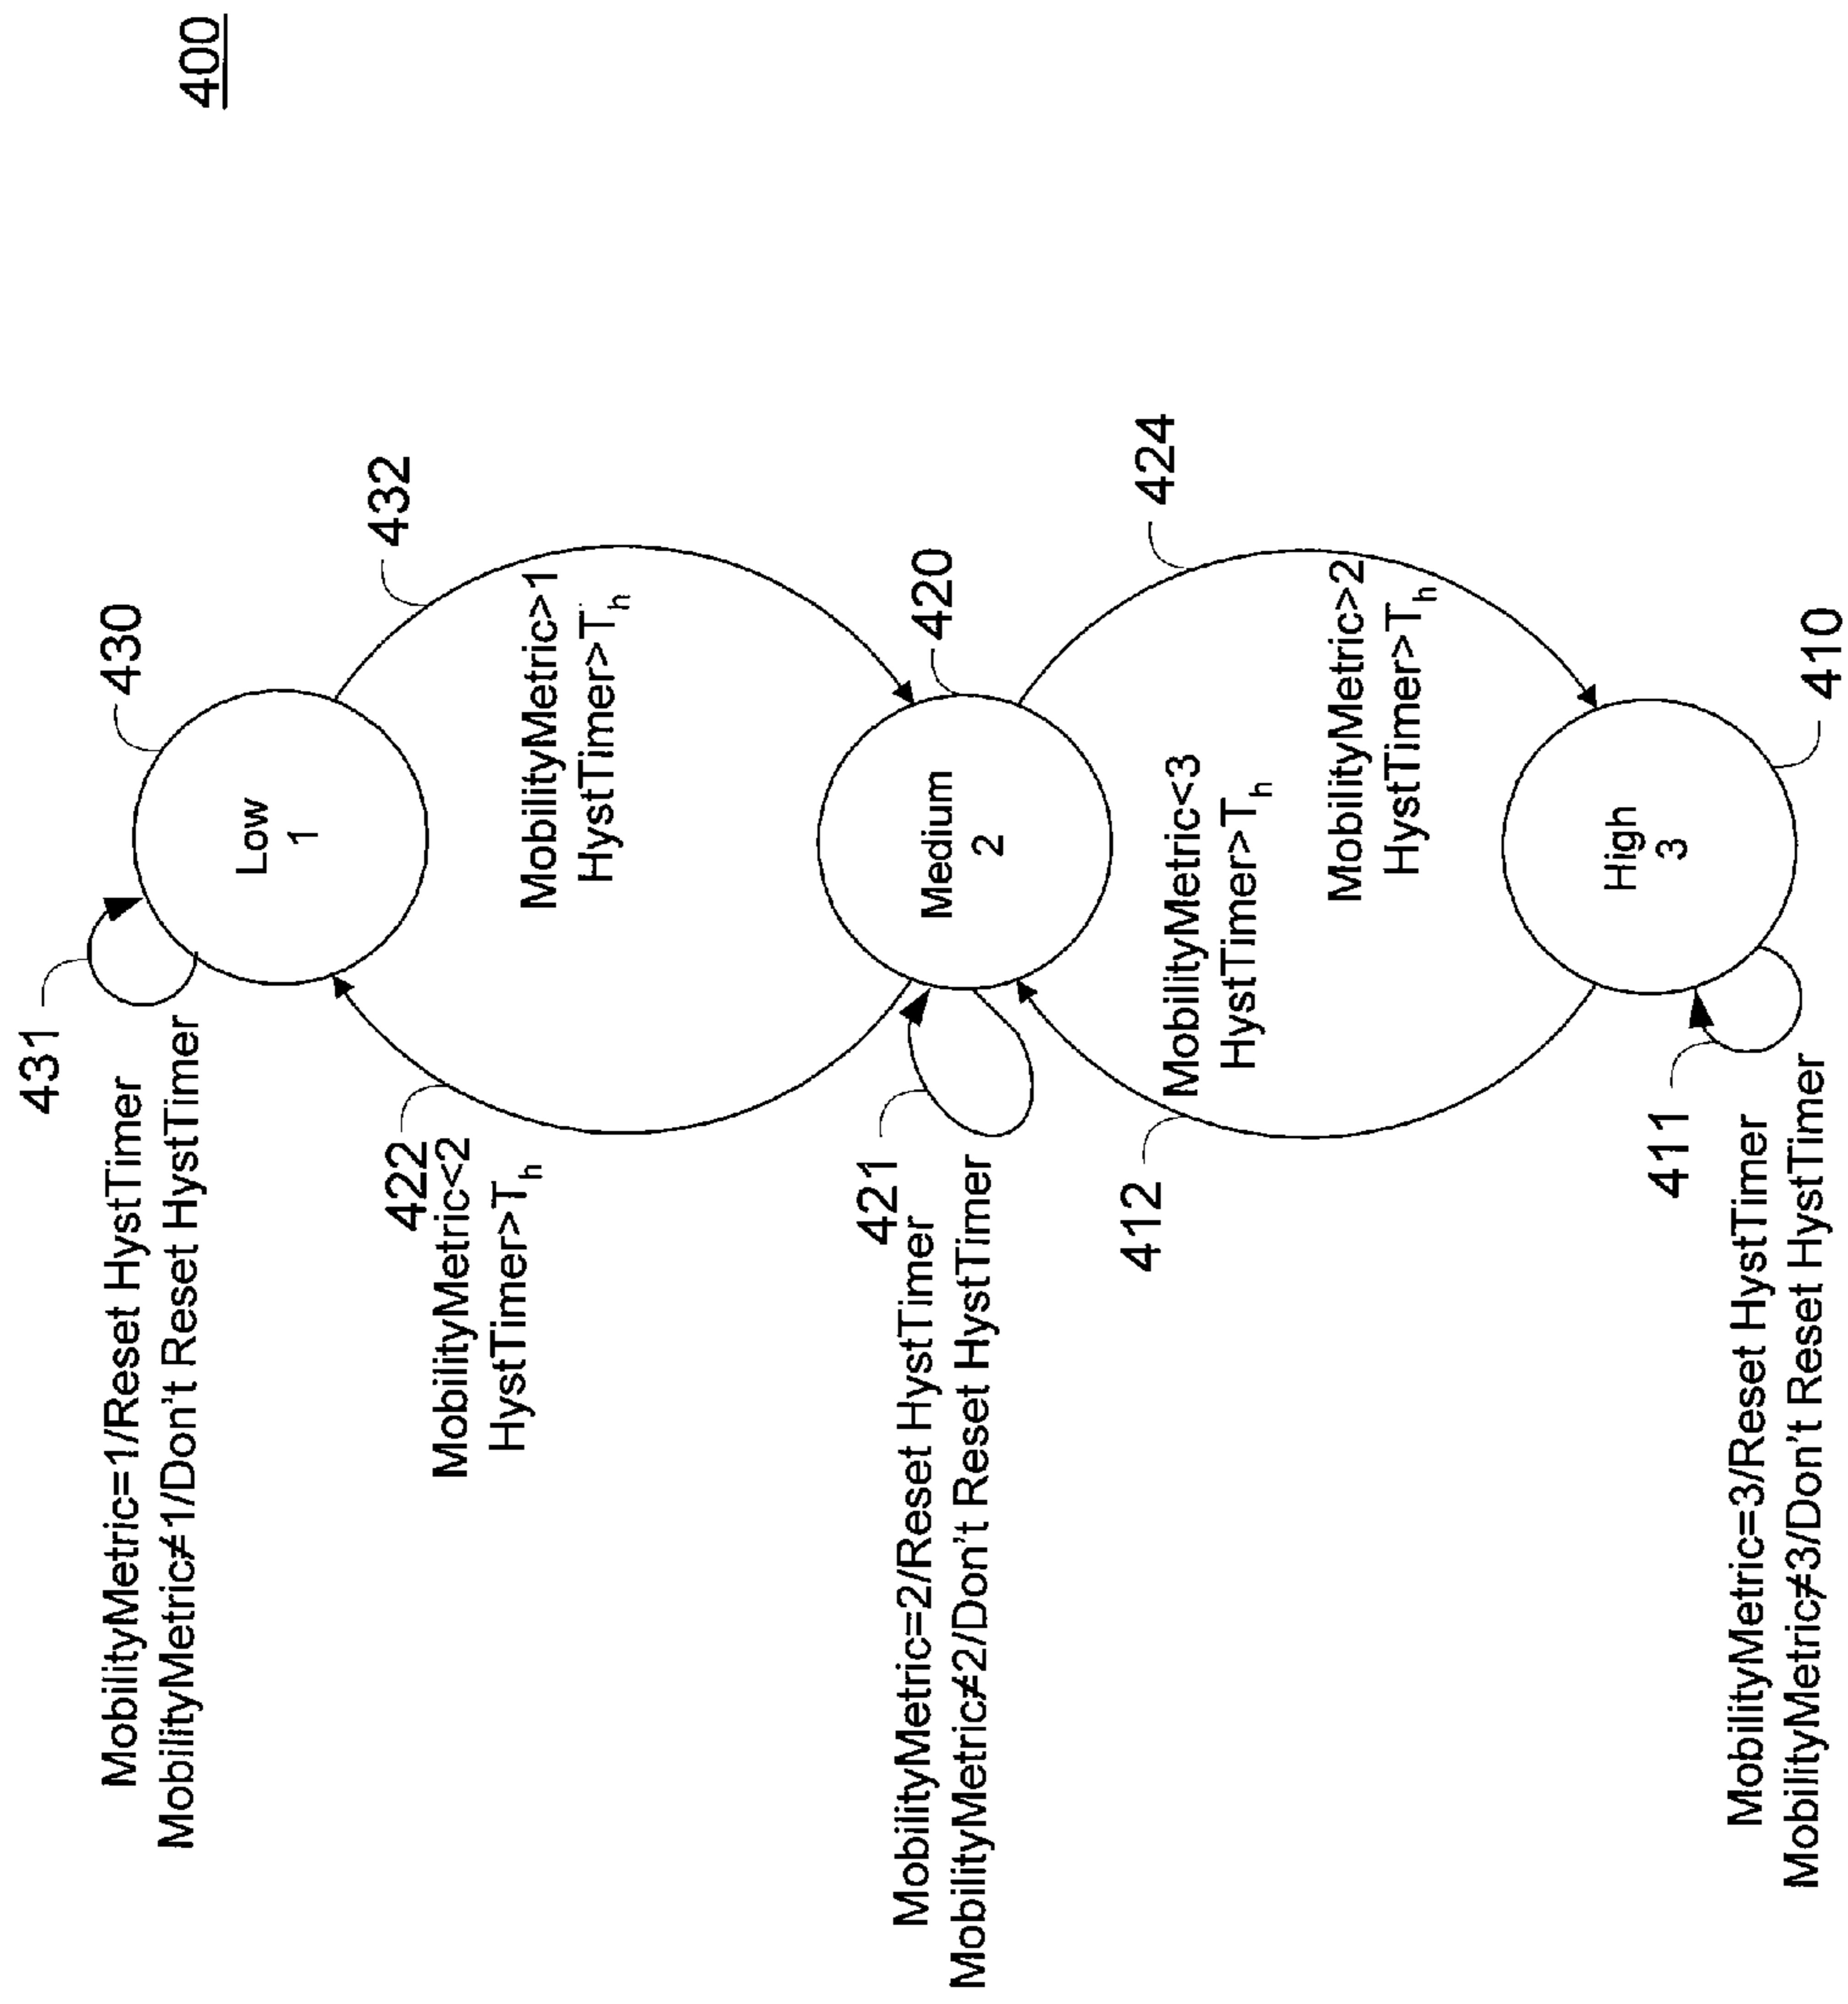 400
431
MobilityMetric=1/Reset HystTimer
MobilityMetric≠1/Don't Reset HystTimer
430
Low
1
432
MobilityMetric>1
HystTimer>Th
422
MobilityMetric<2
HystTimer>Th
420
Medium
2
421
MobilityMetric=2/Reset HystTimer
MobilityMetric≠2/Don't Reset HystTimer
424
MobilityMetric>2
HystTimer>Th
412
MobilityMetric<3
HystTimer>Th
410
High
3
411
MobilityMetric=3/Reset HystTimer
MobilityMetric≠3/Don't Reset HystTimer